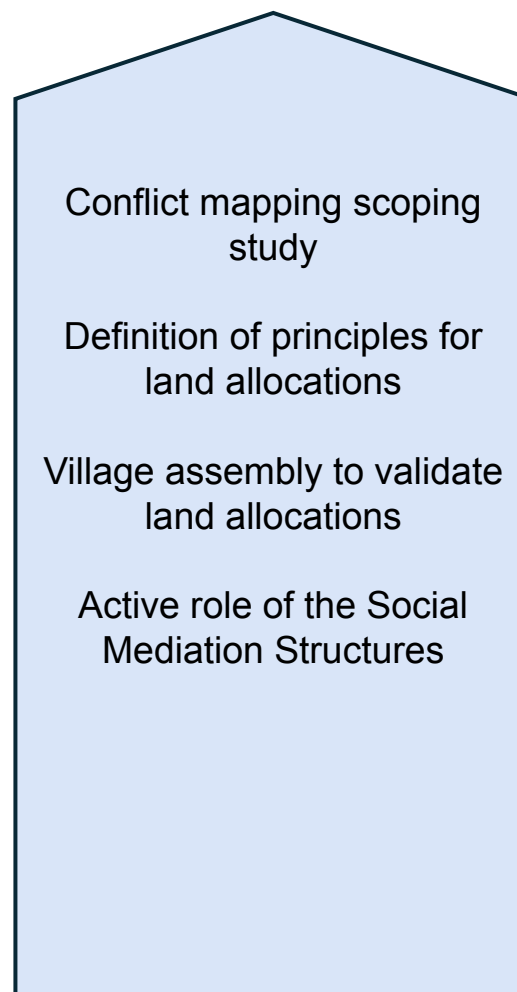 Conflict mapping scoping
study
Definition of principles for
land allocations
Village assembly to validate
land allocations
Active role of the Social
Mediation Structures